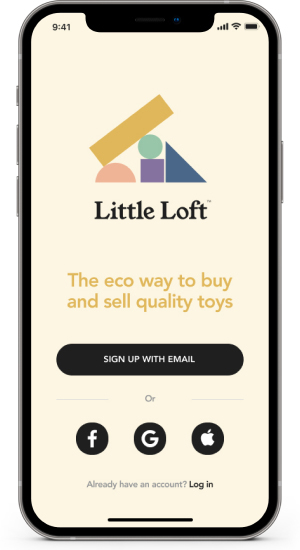 9:41
Little Loft™
The eco way to buy
and sell quality toys
SIGN UP WITH EMAIL
Or
Already have an account? Log in